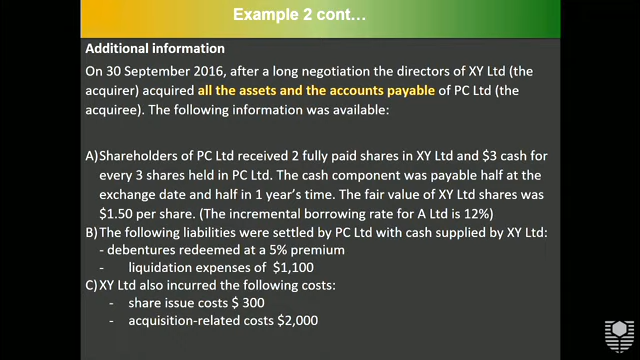 Example 2 cont...
Additional information
On 30 September 2016, after a long negotiation the directors of XY Ltd (the
acquirer) acquired all the assets and the accounts payable of PC Ltd (the
acquiree). The following information was available:
A)Shareholders of PC Ltd received 2 fully paid shares in XY Ltd and $3 cash for
every 3 shares held in PC Ltd. The cash component was payable half at the
exchange date and half in 1 year's time. The fair value of XY Ltd shares was
$1.50 per share. (The incremental borrowing rate for A Ltd is 12%)
B) The following liabilities were settled by PC Ltd with cash supplied by XY Ltd:
- debentures redeemed at a 5% premium
- liquidation expenses of $1,100
C)XY Ltd also incurred the following costs:
- share issue costs $ 300
- acquisition-related costs $2,000